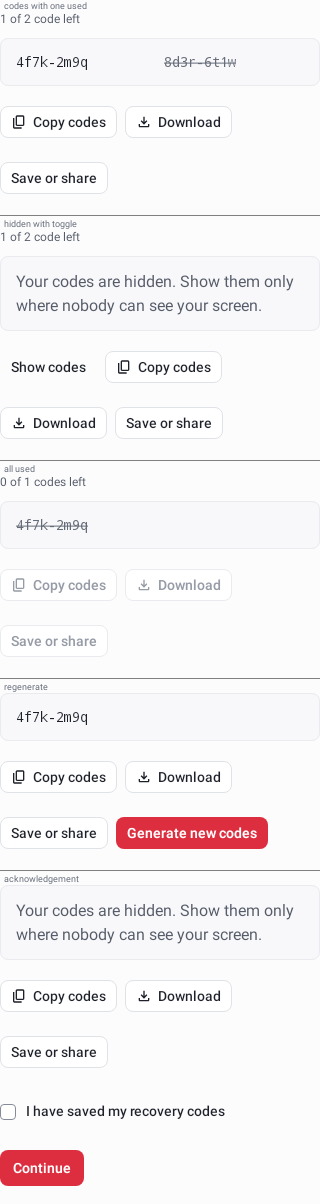 codes with one used
1 of 2 code left
4f7k-2m9q 8d3r-6t1w
Copy codes Download
Save or share
hidden with toggle
1 of 2 code left
Your codes are hidden. Show them only
where nobody can see your screen.
Show codes Copy codes
Download Save or share
all used
0 of 1 codes left
4f7k-2m9q
Copy codes Download
Save or share
regenerate
4f7k-2m9q
Copy codes Download
Save or share Generate new codes
acknowledgement
Your codes are hidden. Show them only
where nobody can see your screen.
Copy codes Download
Save or share
I have saved my recovery codes
Continue